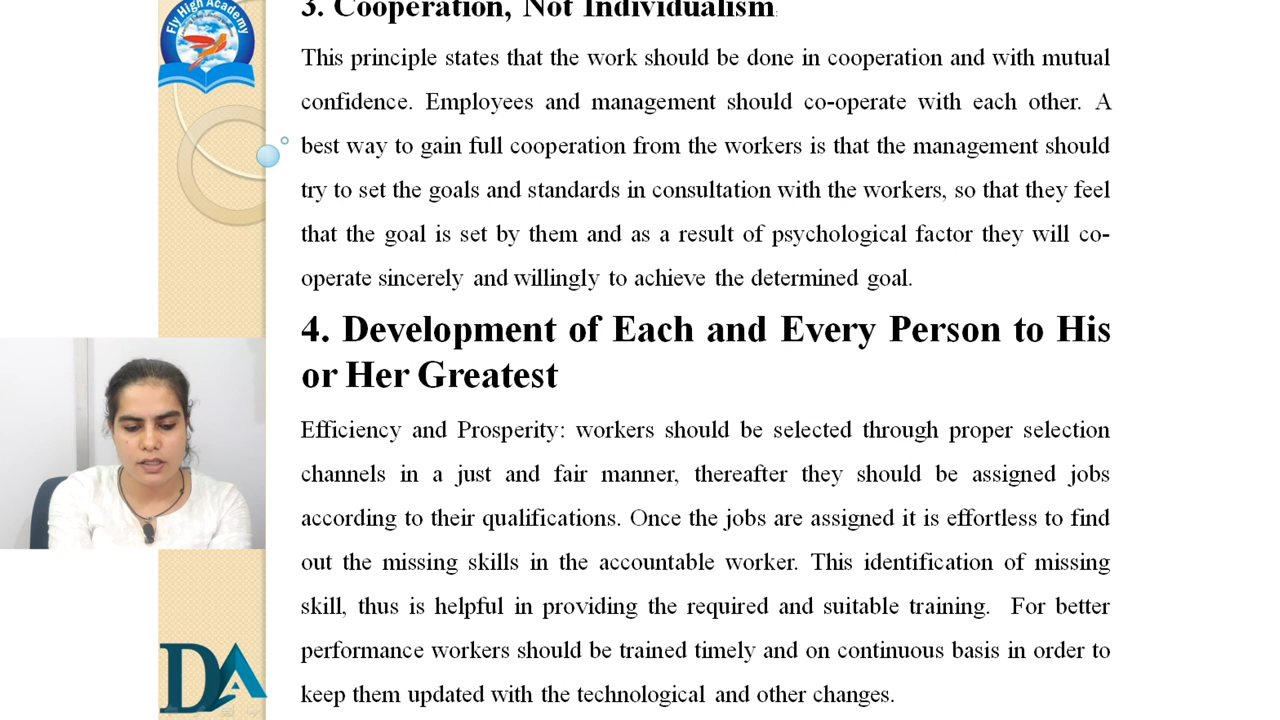 Fly High Academy
3. Cooperation, Not Individualism:
This principle states that the work should be done in cooperation and with mutual
confidence. Employees and management should co-operate with each other. A
best way to gain full cooperation from the workers is that the management should
try to set the goals and standards in consultation with the workers, so that they feel
that the goal is set by them and as a result of psychological factor they will co-
operate sincerely and willingly to achieve the determined goal.
4. Development of Each and Every Person to His
or Her Greatest
Efficiency and Prosperity: workers should be selected through proper selection
channels in a just and fair manner, thereafter they should be assigned jobs
according to their qualifications. Once the jobs are assigned it is effortless to find
out the missing skills in the accountable worker. This identification of missing
skill, thus is helpful in providing the required and suitable training. For better
performance workers should be trained timely and on continuous basis in order to
keep them updated with the technological and other changes.
DA